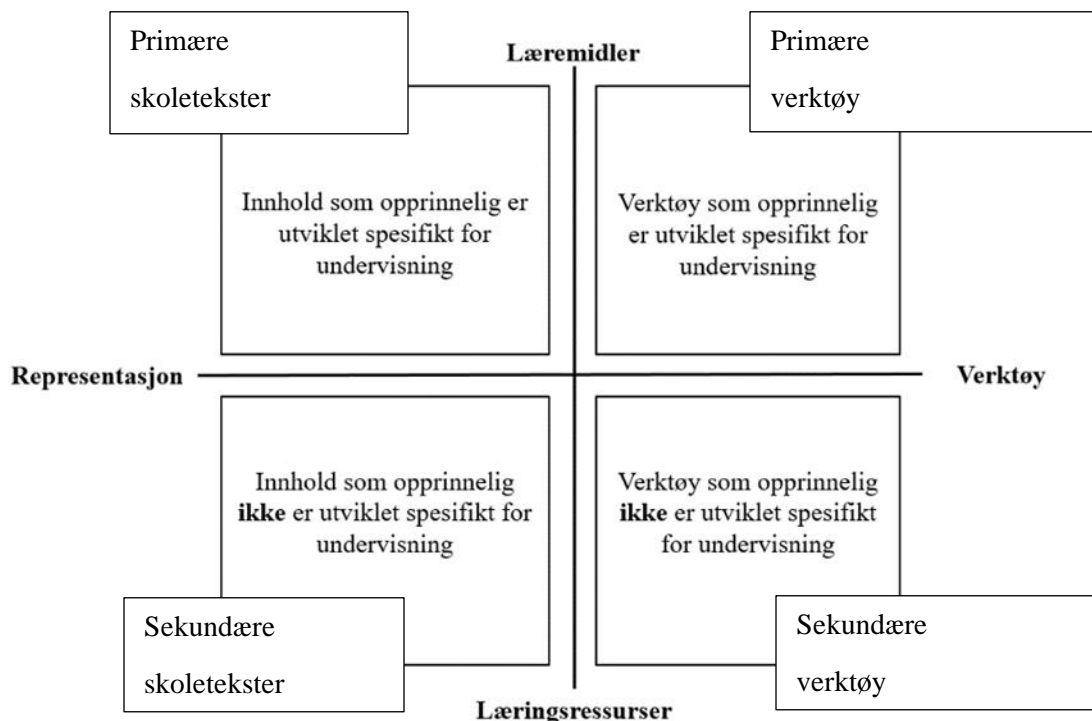 Primære
skoletekster
Læremidler
Primære
verktøy
Innhold som opprinnelig er
utviklet spesifikt for
undervisning
Verktøy som opprinnelig
er utviklet spesifikt for
undervisning
Representasjon
Verktøy
Innhold som opprinnelig
ikke er utviklet spesifikt for
undervisning
Verktøy som opprinnelig
ikke er utviklet spesifikt
for undervisning
Sekundære
skoletekster
Sekundære
verktøy
Læringsressurser